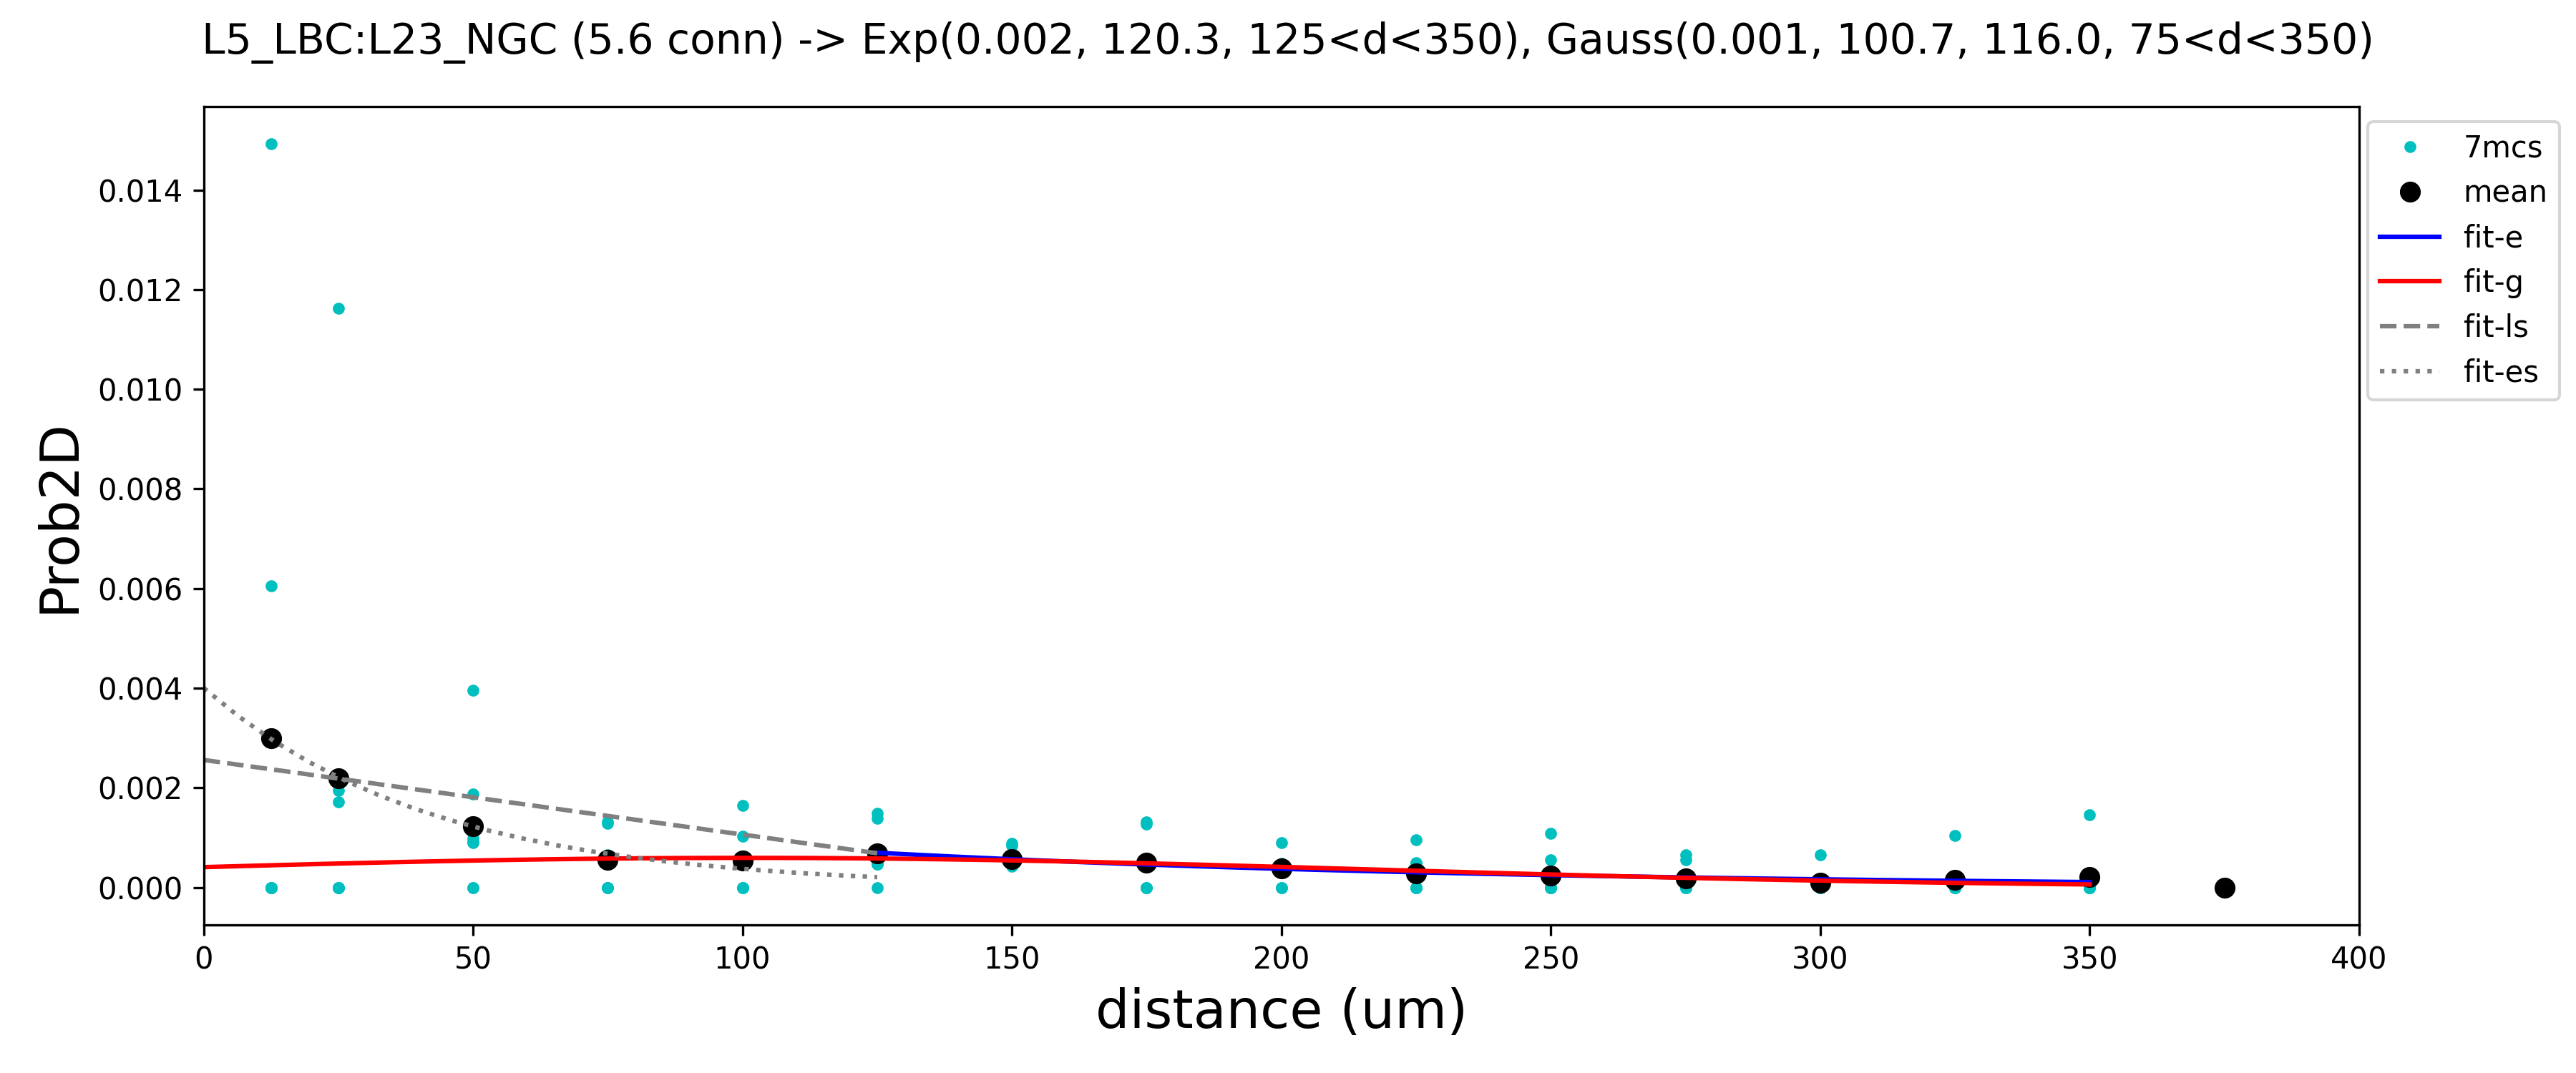 L5_LBC:L23_NGC (5.6 conn) -> Exp(0.002, 120.3, 125<d<350), Gauss(0.001, 100.7, 116.0, 75<d<350)
7mcs
mean
fit-e
fit-g
fit-ls
fit-es
Prob2D
0.014
0.012
0.010
0.008
0.006
0.004
0.002
0.000
0 50 100 150 200 250 300 350 400
distance (um)